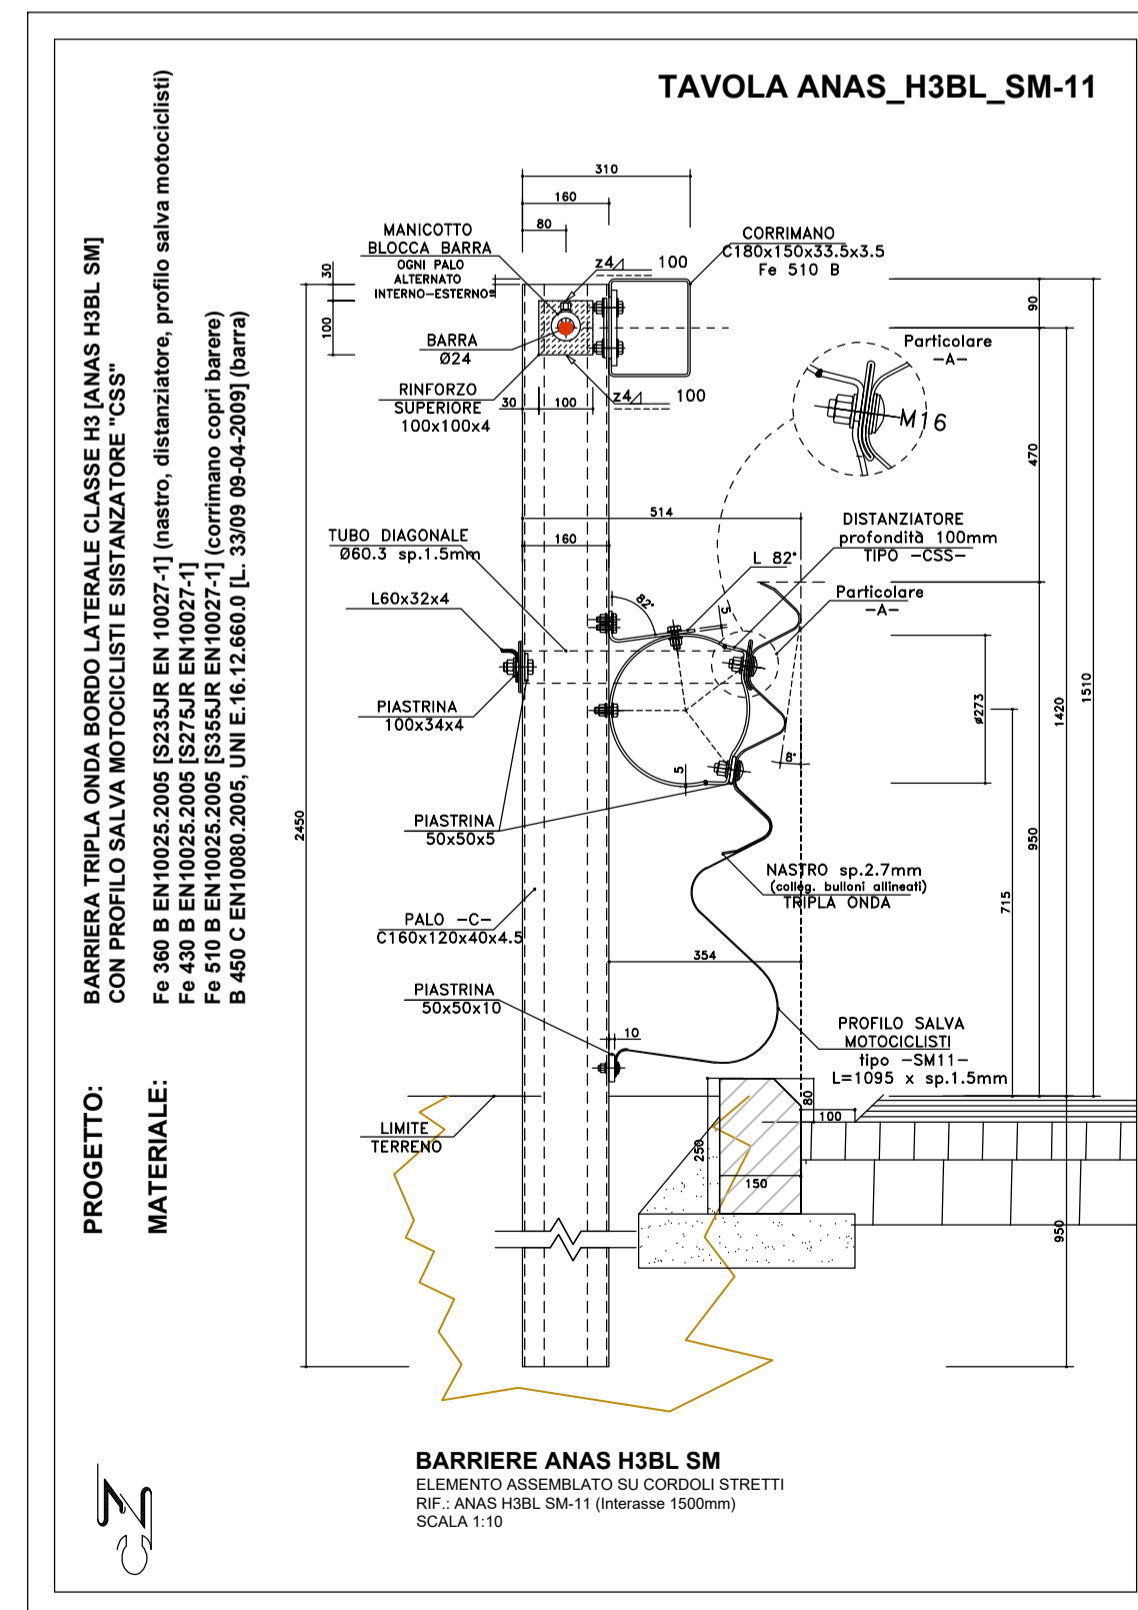 TAVOLA ANAS_H3BL_SM-11
PROGETTO:
BARRIERA TRIPLA ONDA BORDO LATERALE CLASSE H3 [ANAS H3BL SM]
CON PROFILO SALVA MOTOCICLISTI E SISTANZATORE "CSS"
MATERIALE:
Fe 360 B EN10025.2005 [S235JR EN 10027-1] (nastro, distanziatore, profilo salva motociclisti)
Fe 430 B EN10025.2005 [S275JR EN10027-1]
Fe 510 B EN10025.2005 [S355JR EN10027-1] (corrimano copri barere)
B 450 C EN10080.2005, UNI E.16.12.660.0 [L. 33/09 09-04-2009] (barra)
310
160
80
MANICOTTO
BLOCCA BARRA
OGNI PALO
ALTERNATO
INTERNO-ESTERNO
z4
100
CORRIMANO
C180x150x33.5x3.5
Fe 510 B
30
100
90
BARRA
Ø24
RINFORZO
SUPERIORE
100x100x4
30
100
z4
100
Particolare
-A-
M16
470
514
160
TUBO DIAGONALE
Ø60.3 sp.1.5mm
L60x32x4
DISTANZIATORE
profondità 100mm
TIPO -CSS-
L 82°
82°
5
Particolare
-A-
PIASTRINA
100x34x4
ø273
1420
1510
8°
5
2450
PIASTRINA
50x50x5
950
715
NASTRO sp.2.7mm
(colleg. bulloni allineati)
TRIPLA ONDA
PALO -C-
C160x120x40x4.5
354
PIASTRINA
50x50x10
10
PROFILO SALVA
MOTOCICLISTI
tipo -SM11-
L=1095 x sp.1.5mm
LIMITE
TERRENO
80
100
250
150
950
BARRIERE ANAS H3BL SM
ELEMENTO ASSEMBLATO SU CORDOLI STRETTI
RIF.: ANAS H3BL SM-11 (Interasse 1500mm)
SCALA 1:10
CZ